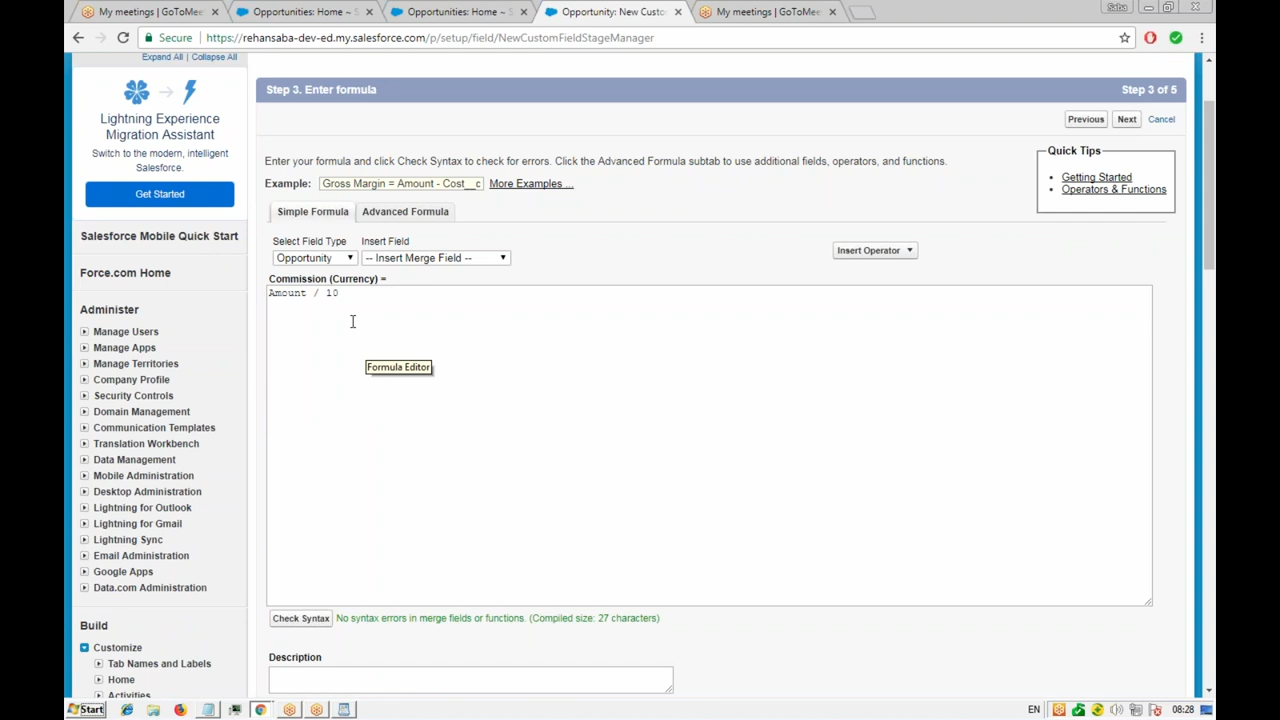 My meetings | GoToMee
Opportunities: Home ~ S
Opportunities: Home ~ S
Opportunity: New Custo
My meetings | GoToMee
Saba
Secure
https://rehansaba-dev-ed.my.salesforce.com/p/setup/field/NewCustomFieldStageManager
Expand All | Collapse All
Lightning Experience
Migration Assistant
Switch to the modern, intelligent
Salesforce.
Get Started
Salesforce Mobile Quick Start
Force.com Home
Administer
Manage Users
Manage Apps
Manage Territories
Company Profile
Security Controls
Domain Management
Communication Templates
Translation Workbench
Data Management
Mobile Administration
Desktop Administration
Lightning for Outlook
Lightning for Gmail
Lightning Sync
Email Administration
Google Apps
Data.com Administration
Build
Customize
Tab Names and Labels
Home
Activities
Step 3. Enter formula
Step 3 of 5
Previous
Next
Cancel
Enter your formula and click Check Syntax to check for errors. Click the Advanced Formula subtab to use additional fields, operators, and functions.
Example:
Gross Margin = Amount - Cost__c
More Examples ...
Quick Tips
Getting Started
Operators & Functions
Simple Formula
Advanced Formula
Select Field Type
Insert Field
Opportunity
-- Insert Merge Field --
Insert Operator
Commission (Currency) =
Amount / 10
Formula Editor
Check Syntax
No syntax errors in merge fields or functions. (Compiled size: 27 characters)
Description
Start
EN
08:28